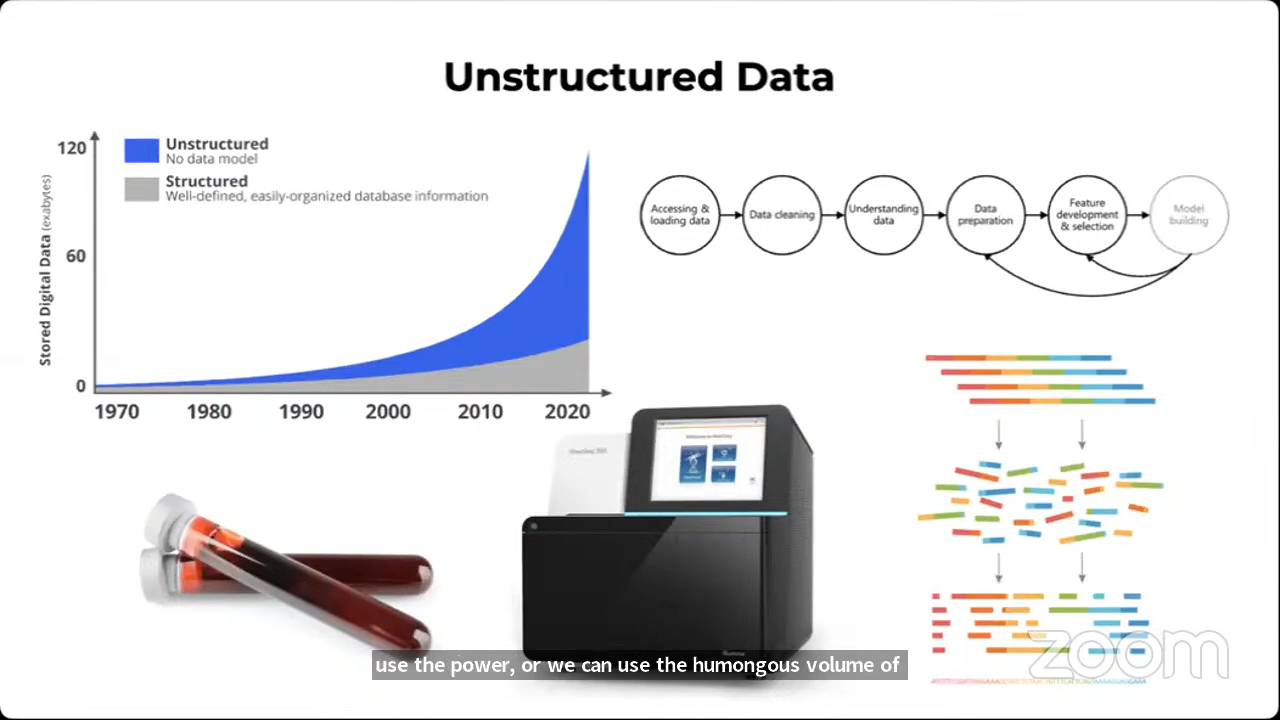 Unstructured Data
120
60
0
Stored Digital Data (exabytes)
Unstructured
No data model
Structured
Well-defined, easily-organized database information
1970 1980 1990 2000 2010 2020
Accessing &
loading data
Data cleaning
Understanding
data
Data
preparation
Feature
development
& selection
Model
building
use the power, or we can use the humongous volume of
zoom